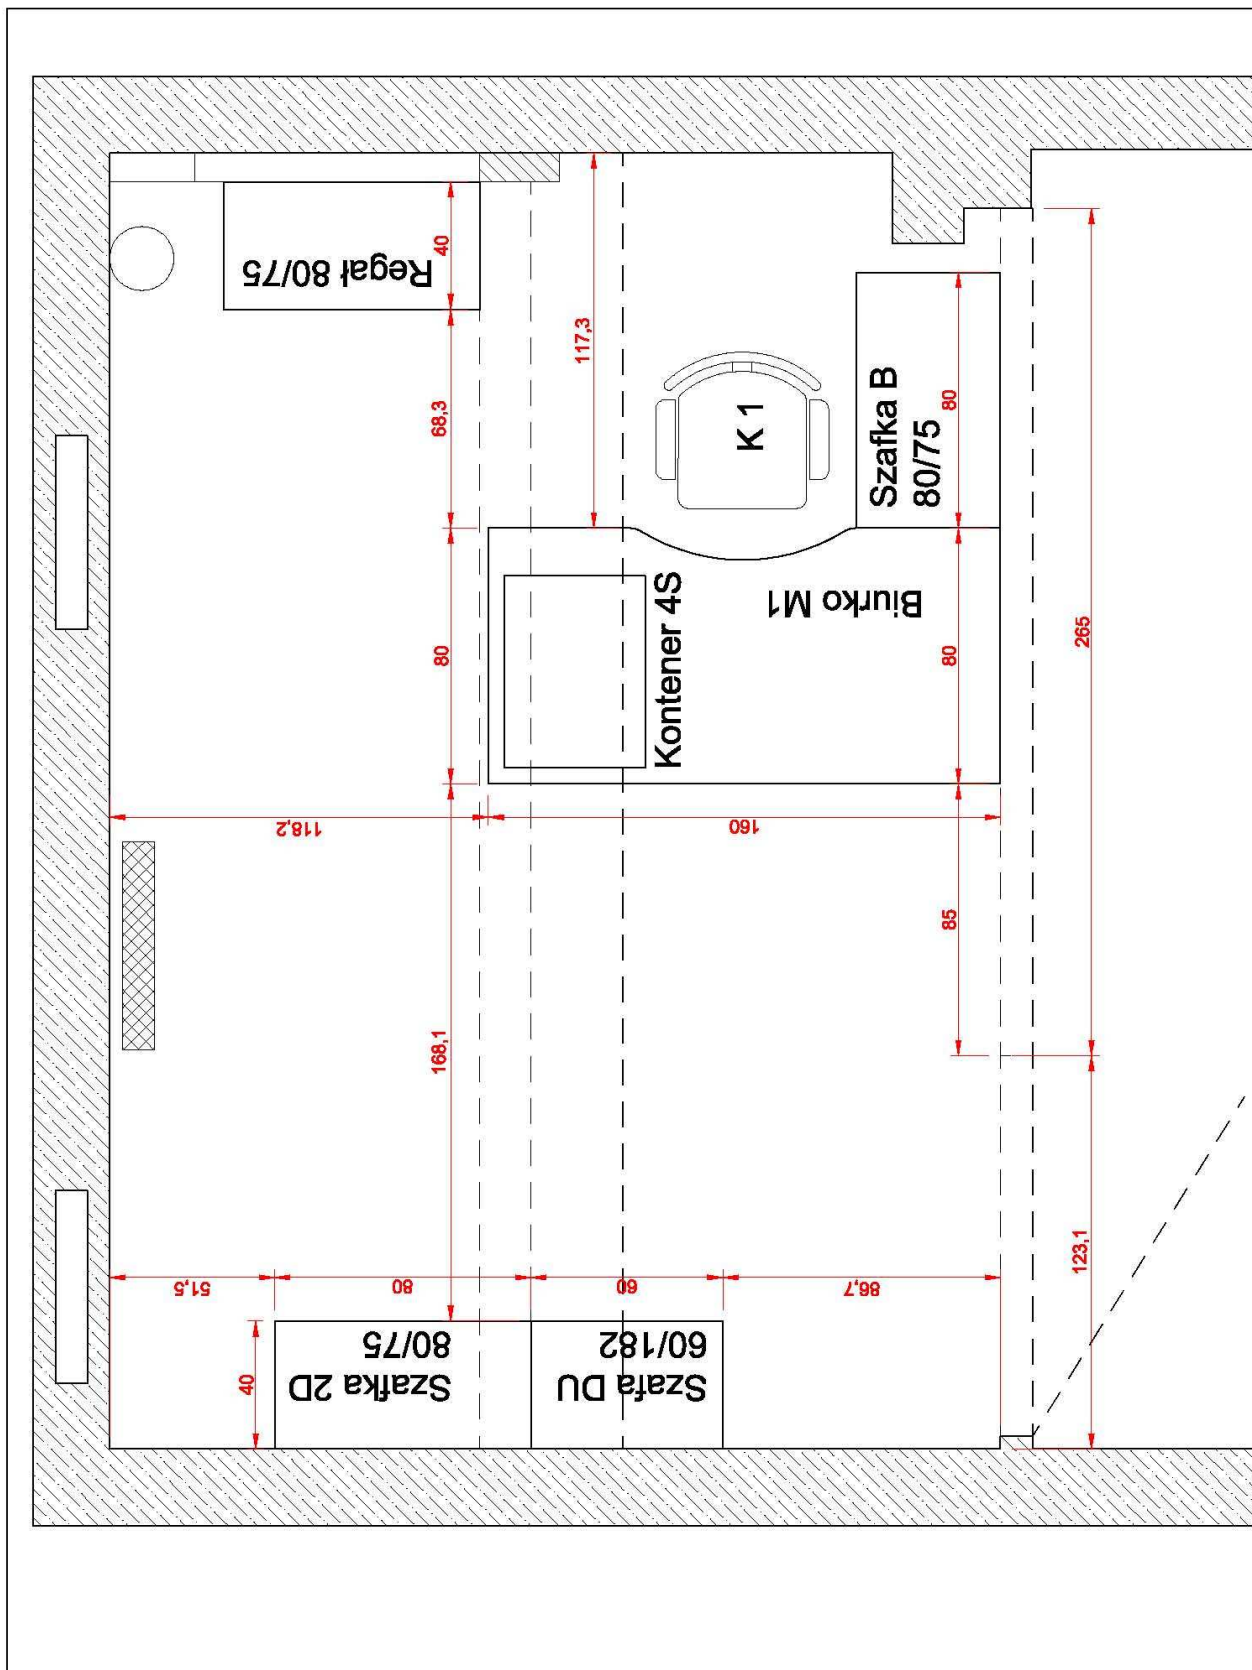 Regał 80/75
40
68,3
117,3
K 1
Szafka B
80/75
80
80
Kontener 4S
Biurko M1
80
265
118,2
160
85
168,1
123,1
51,5
80
60
86,7
40
Szafka 2D
80/75
Szafa DU
60/182